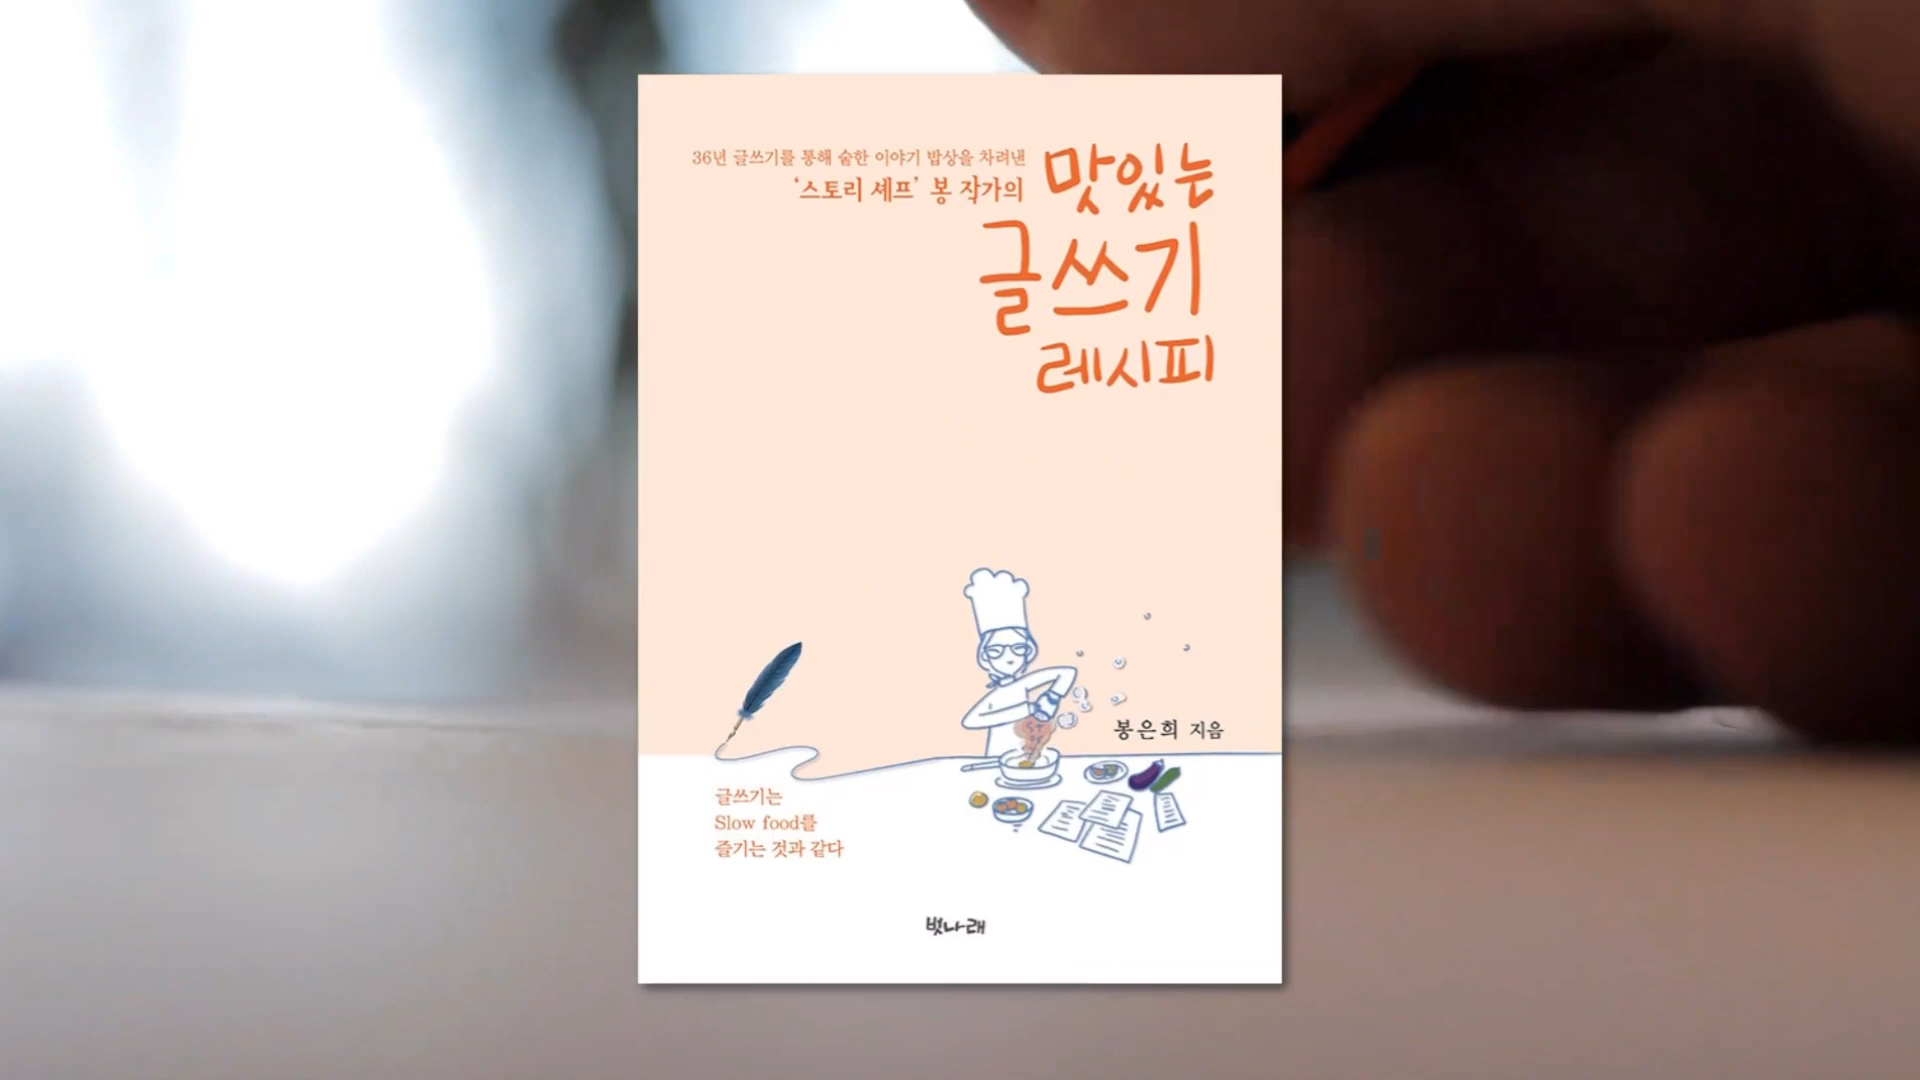 36년 글쓰기를 통해 숱한 이야기 밥상을 차려낸
‘스토리 셰프’ 봉 작가의
맛있는
글쓰기
레시피
봉은희 지음
글쓰기는
Slow food를
즐기는 것과 같다
벗나래